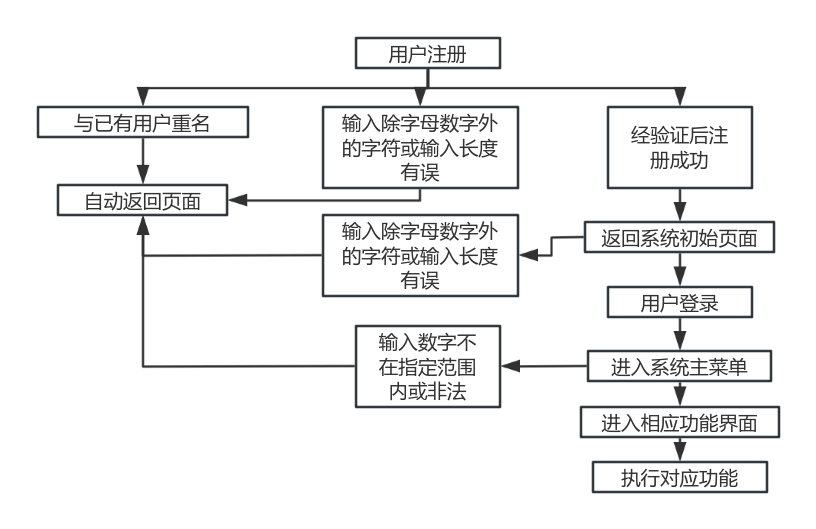 用户注册
与已有用户重名
输入除字母数字外
的字符或输入长度
有误
经验证后注
册成功
自动返回页面
输入除字母数字外
的字符或输入长度
有误
返回系统初始页面
用户登录
输入数字不
在指定范围
内或非法
进入系统主菜单
进入相应功能界面
执行对应功能